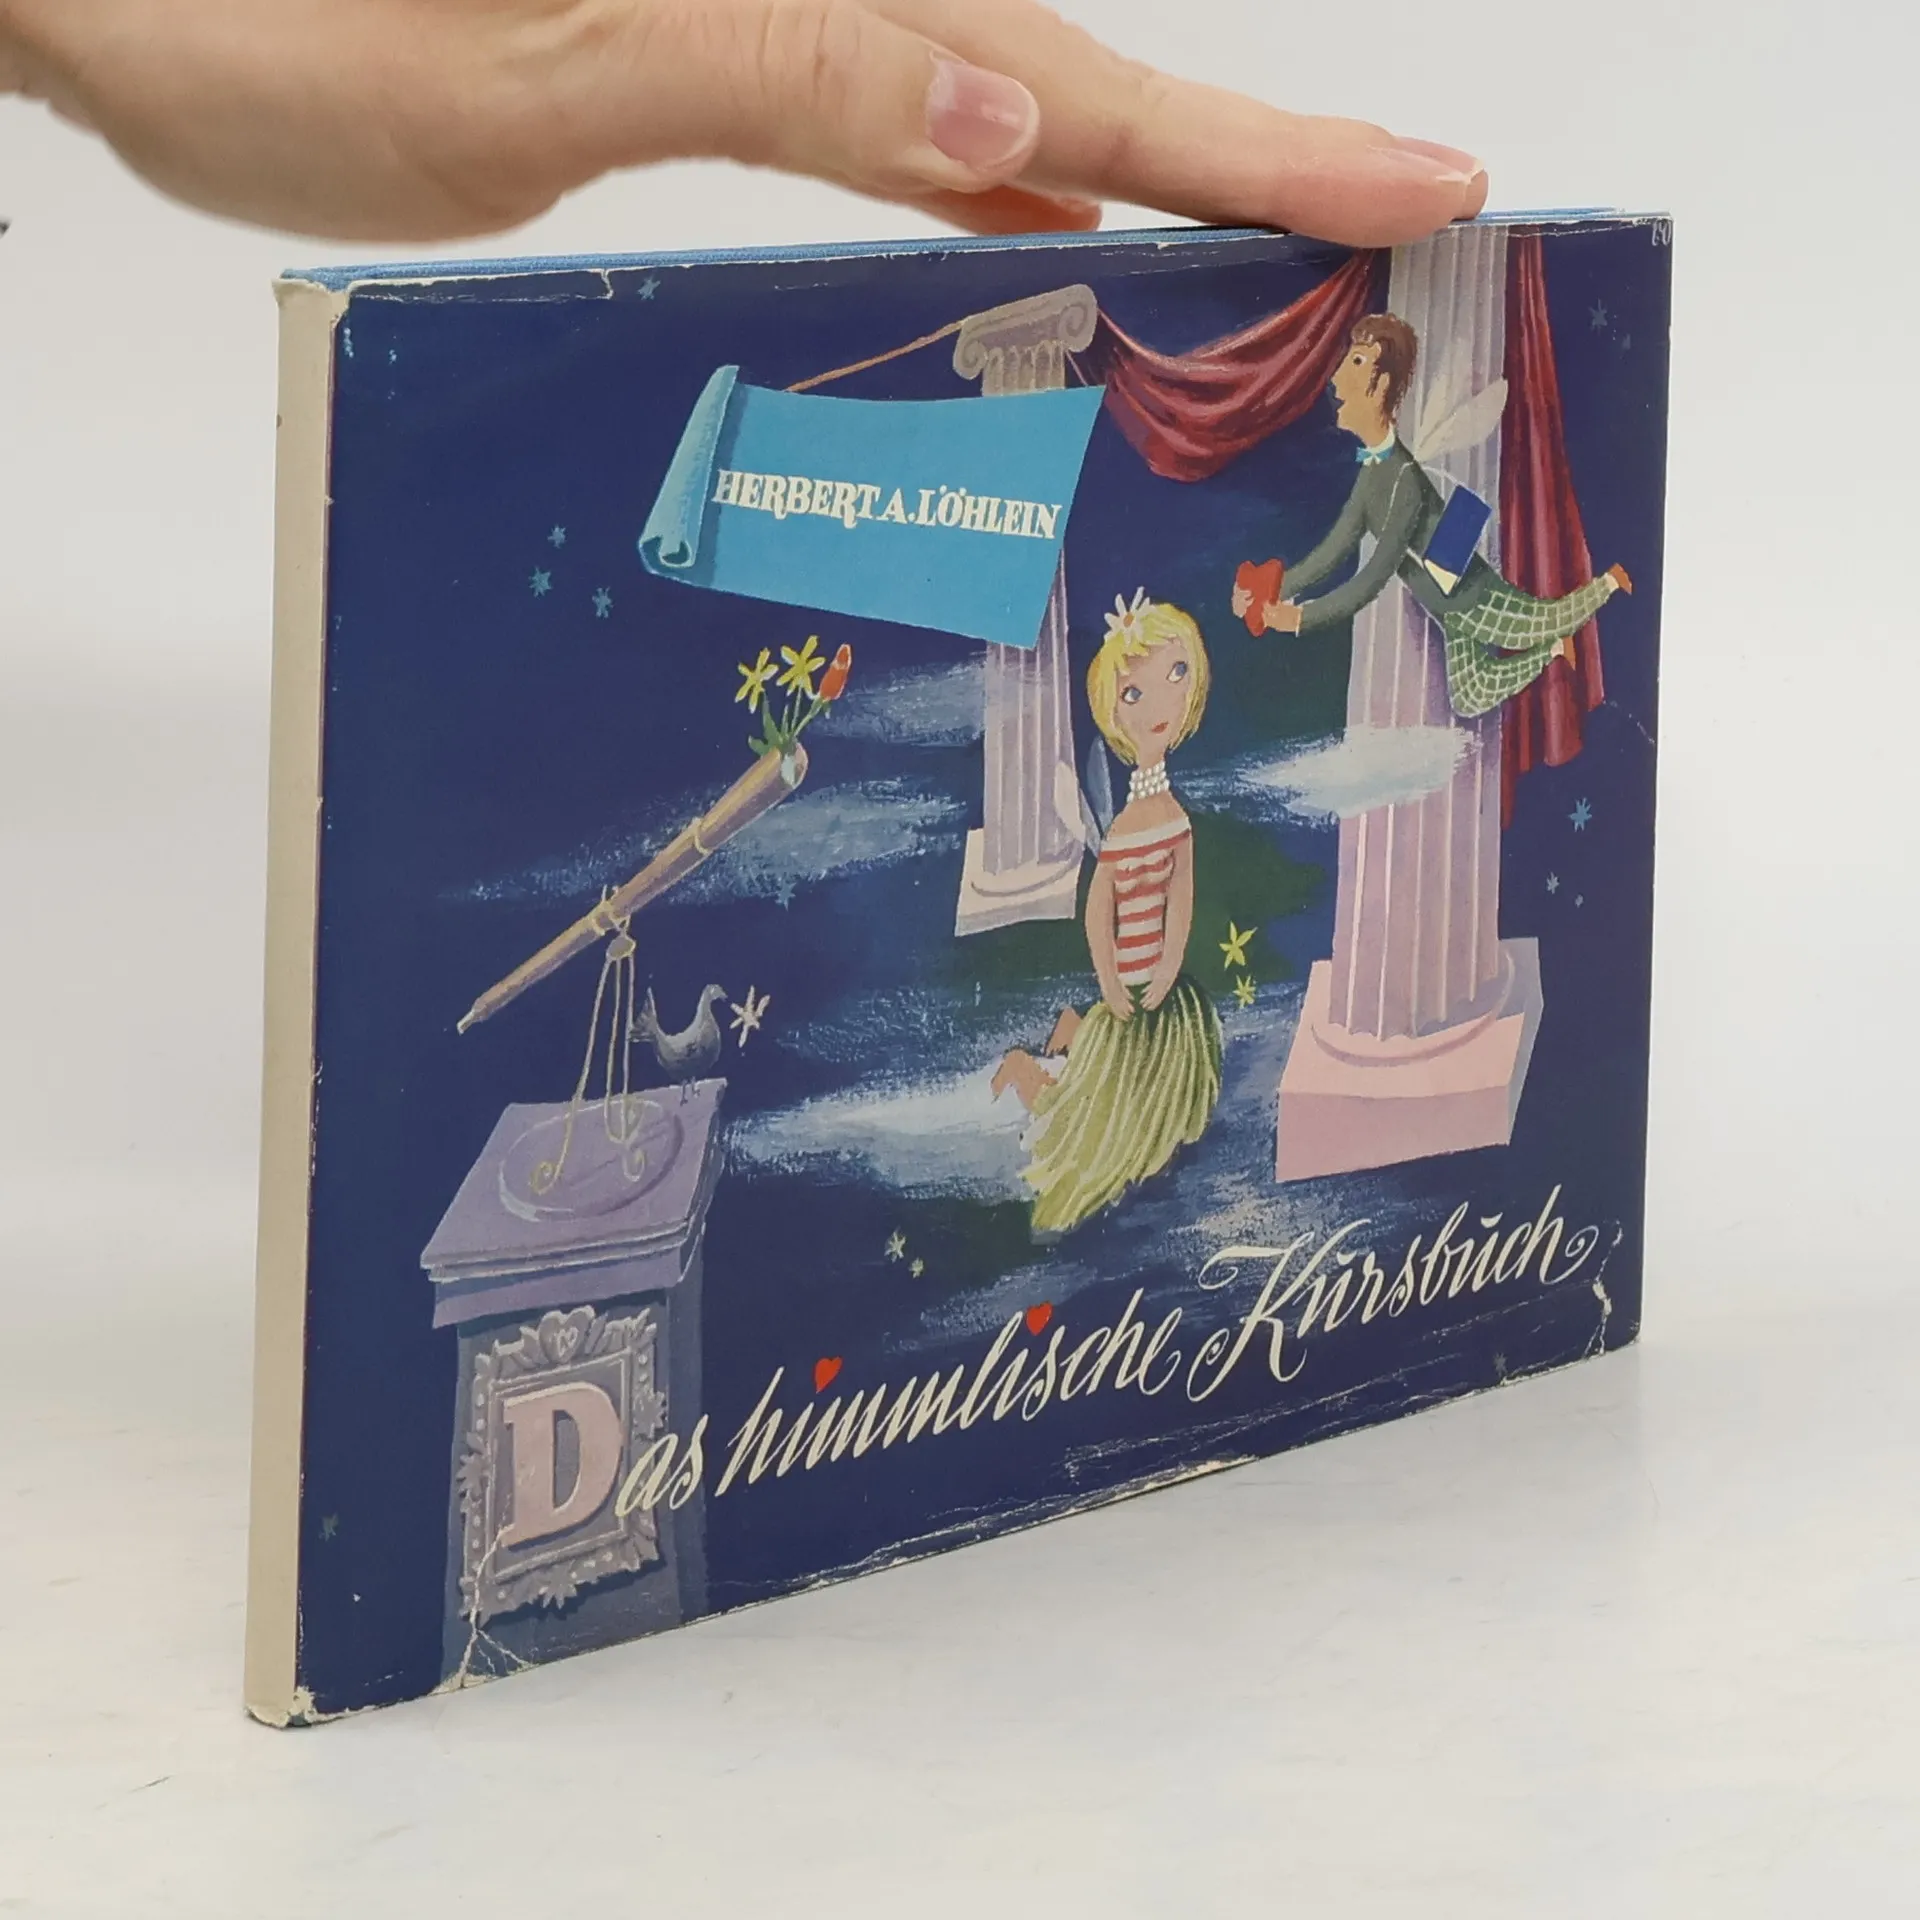 HERBERT A. LÖHLEIN
Das himmlische Kursbuch